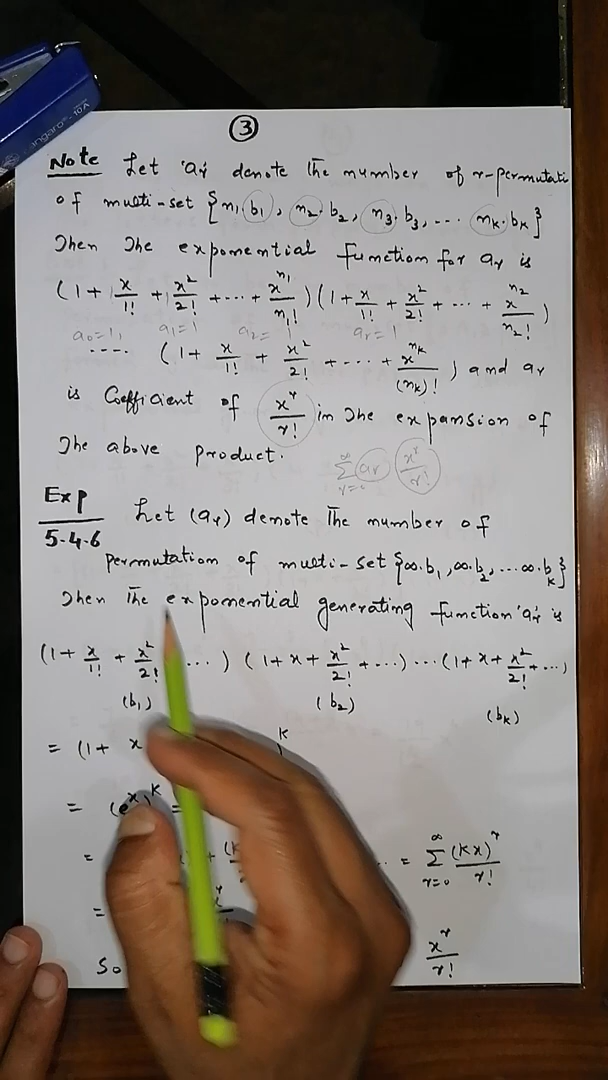 angaro -10A
③
Note Let 'ar' denote the number of r-permutati
of multi-set {n1 b1, n2·b2, n3·b3, ... nk·bk}
Then The exponential function for ar is
(1 + x/1! + x²/2! + ... + x^n1/n1!)(1 + x/1! + x²/2! + ... + x^n2/n2!)
a0=1, a1=1 a2=1 ar=1
.... (1 + x/1! + x²/2! + ... + x^nk/(nk)!) and ar
is Coefficient of x^r/r! in The expansion of
The above product.
∑_{r=0}^∞ ar x^r/r!
Exp 5.4.6 Let (ar) denote The number of
permutation of multi-set {∞·b1, ∞·b2, ... ∞·bk}
Then The exponential generating function 'ar' is
(1 + x/1! + x²/2! ...) (1 + x + x²/2! + ...) ... (1 + x + x²/2! + ...)
(b1) (b2) (bk)
= (1 + x )^k
= (e^x)^k =
= + (k ... = ∑_{r=0}^∞ (kx)^r/r!
=
So x^r/r!